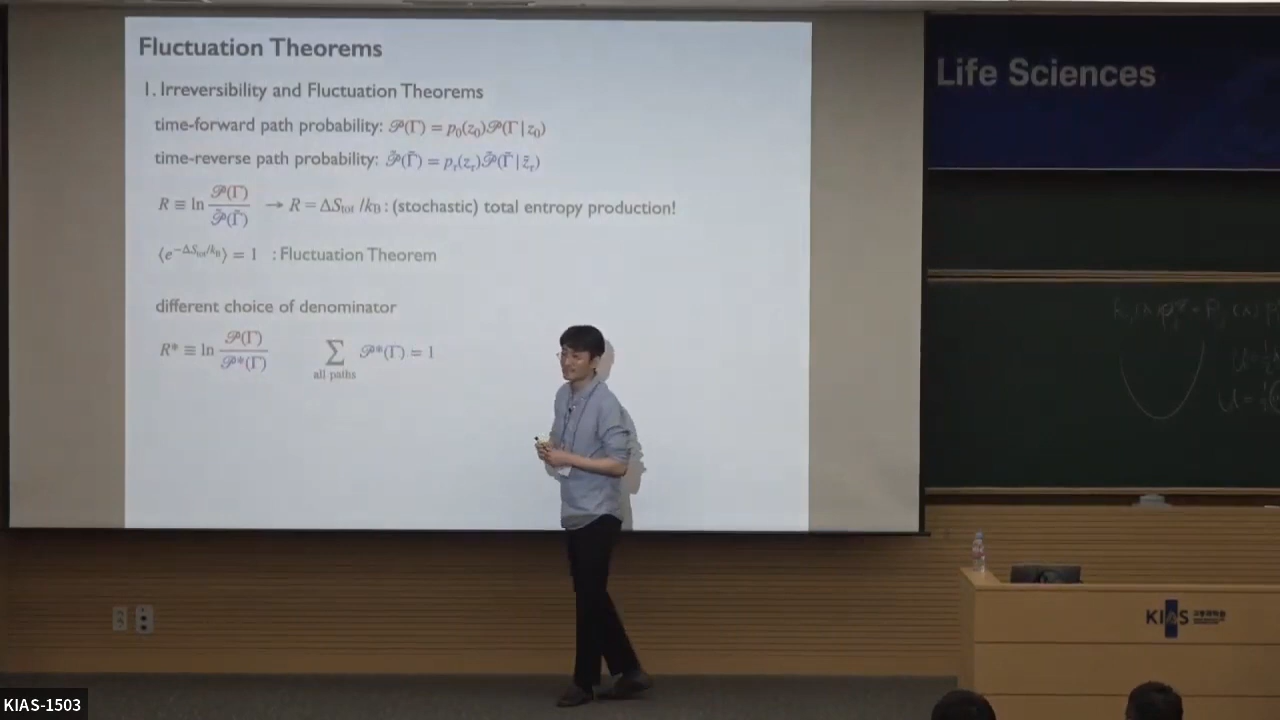 Fluctuation Theorems
1. Irreversibility and Fluctuation Theorems
time-forward path probability: 𝒫(Γ) = p₀(z₀)𝒫(Γ|z₀)
time-reverse path probability: 𝒫̃(Γ̃) = p_τ(z_τ)𝒫̃(Γ̃|z̃_τ)
R ≡ ln 𝒫(Γ)/𝒫̃(Γ̃) → R = ΔS_tot /k_B : (stochastic) total entropy production!
⟨e^{−ΔS_tot/k_B}⟩ = 1 : Fluctuation Theorem
different choice of denominator
R* ≡ ln 𝒫(Γ)/𝒫*(Γ) ∑_{all paths} 𝒫*(Γ) = 1
Life Sciences
KIAS
KIAS-1503